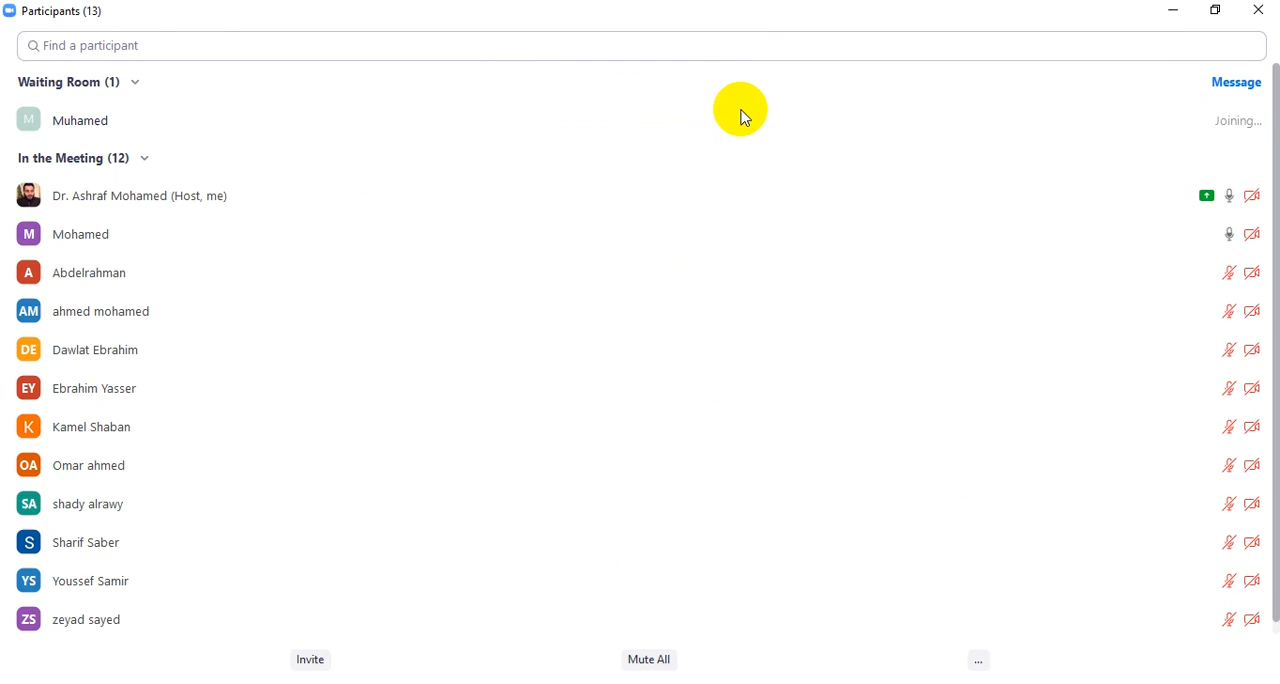 Participants (13)
Find a participant
Waiting Room (1)
Message
M Muhamed
Joining...
In the Meeting (12)
Dr. Ashraf Mohamed (Host, me)
M Mohamed
A Abdelrahman
AM ahmed mohamed
DE Dawlat Ebrahim
EY Ebrahim Yasser
K Kamel Shaban
OA Omar ahmed
SA shady alrawy
S Sharif Saber
YS Youssef Samir
ZS zeyad sayed
Invite
Mute All
...